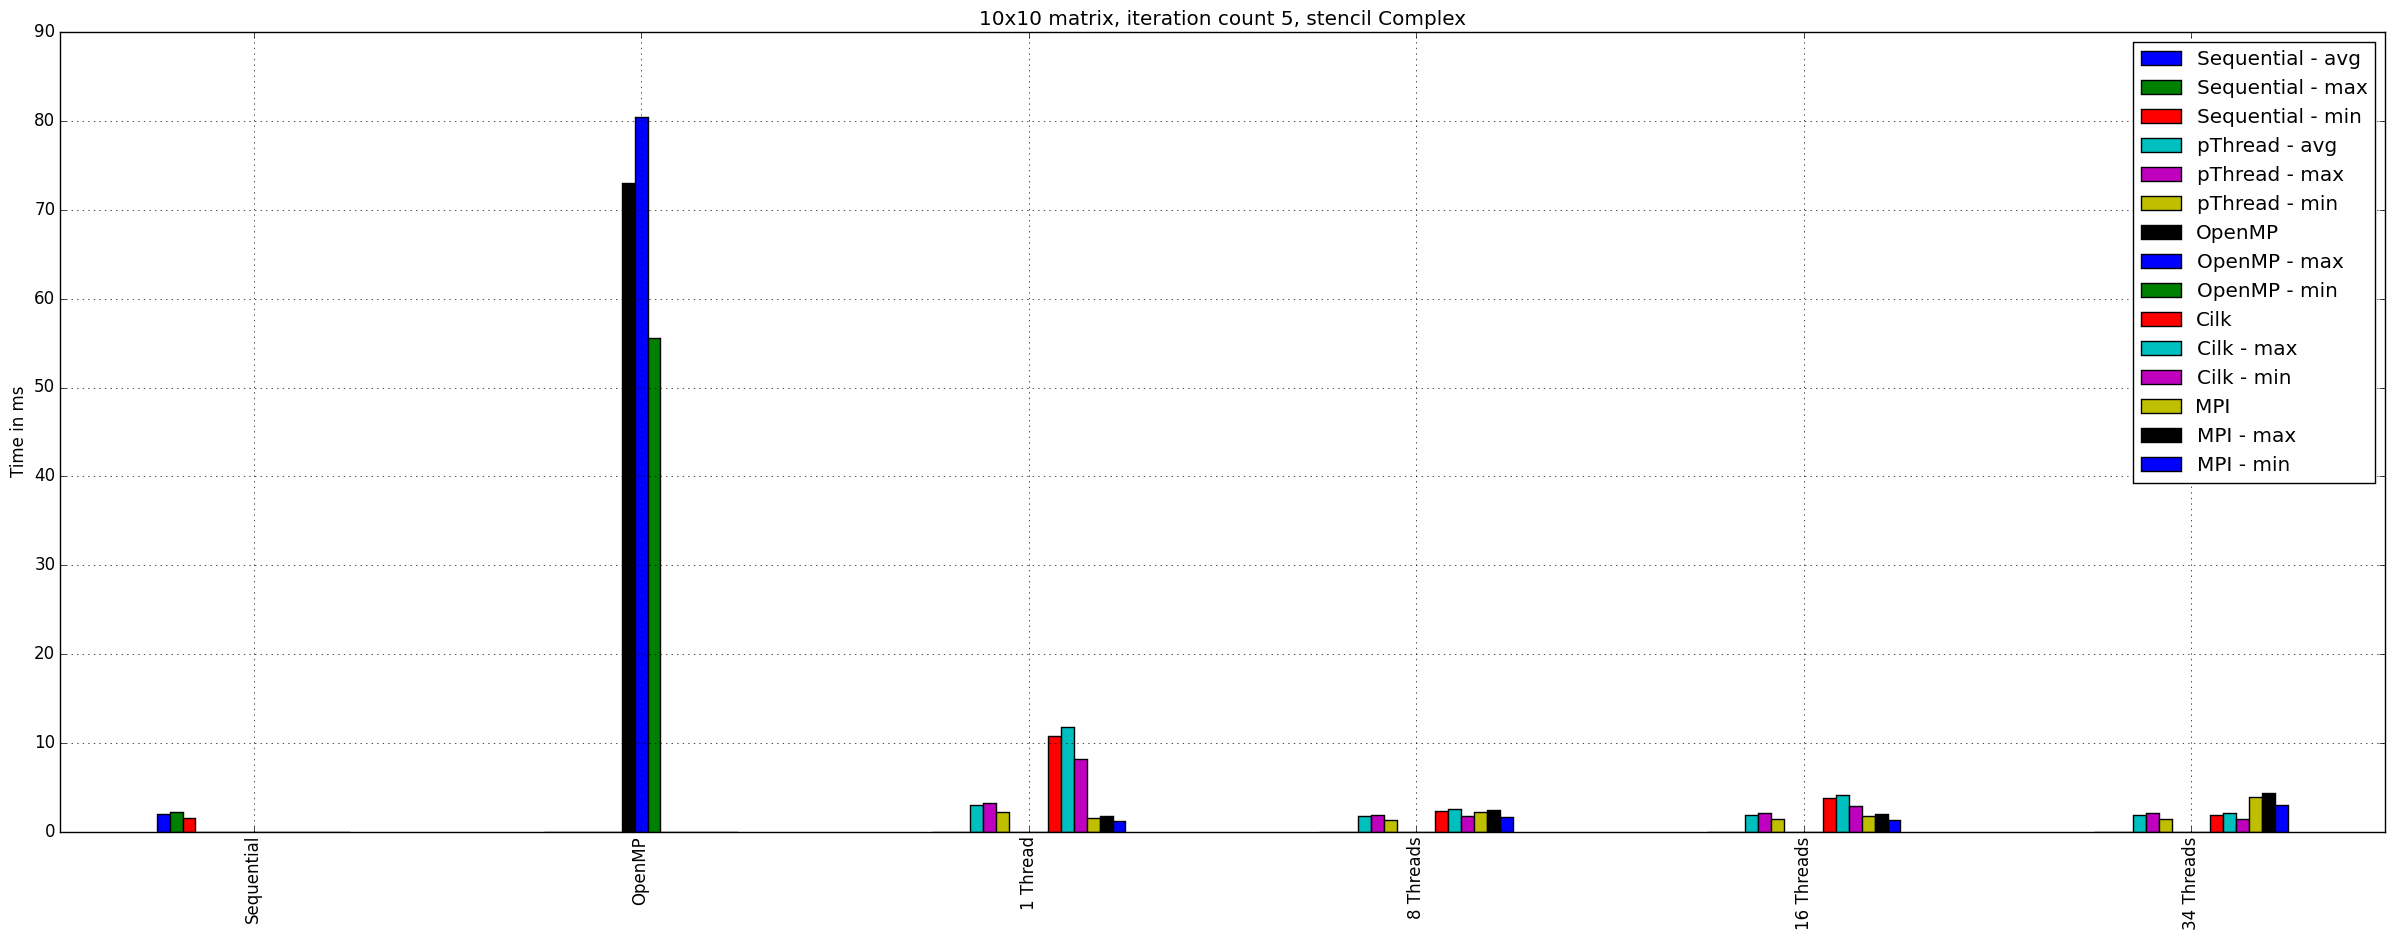 10x10 matrix, iteration count 5, stencil Complex
Time in ms
90
80
70
60
50
40
30
20
10
0
Sequential
OpenMP
1 Thread
8 Threads
16 Threads
34 Threads
Sequential - avg
Sequential - max
Sequential - min
pThread - avg
pThread - max
pThread - min
OpenMP
OpenMP - max
OpenMP - min
Cilk
Cilk - max
Cilk - min
MPI
MPI - max
MPI - min